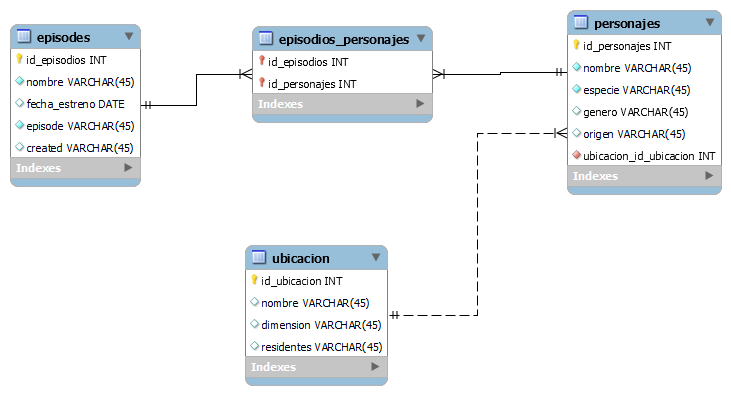 episodes
id_episodios INT
nombre VARCHAR(45)
fecha_estreno DATE
episode VARCHAR(45)
created VARCHAR(45)
Indexes
episodios_personajes
id_episodios INT
id_personajes INT
Indexes
personajes
id_personajes INT
nombre VARCHAR(45)
especie VARCHAR(45)
genero VARCHAR(45)
origen VARCHAR(45)
ubicacion_id_ubicacion INT
Indexes
ubicacion
id_ubicacion INT
nombre VARCHAR(45)
dimension VARCHAR(45)
residentes VARCHAR(45)
Indexes